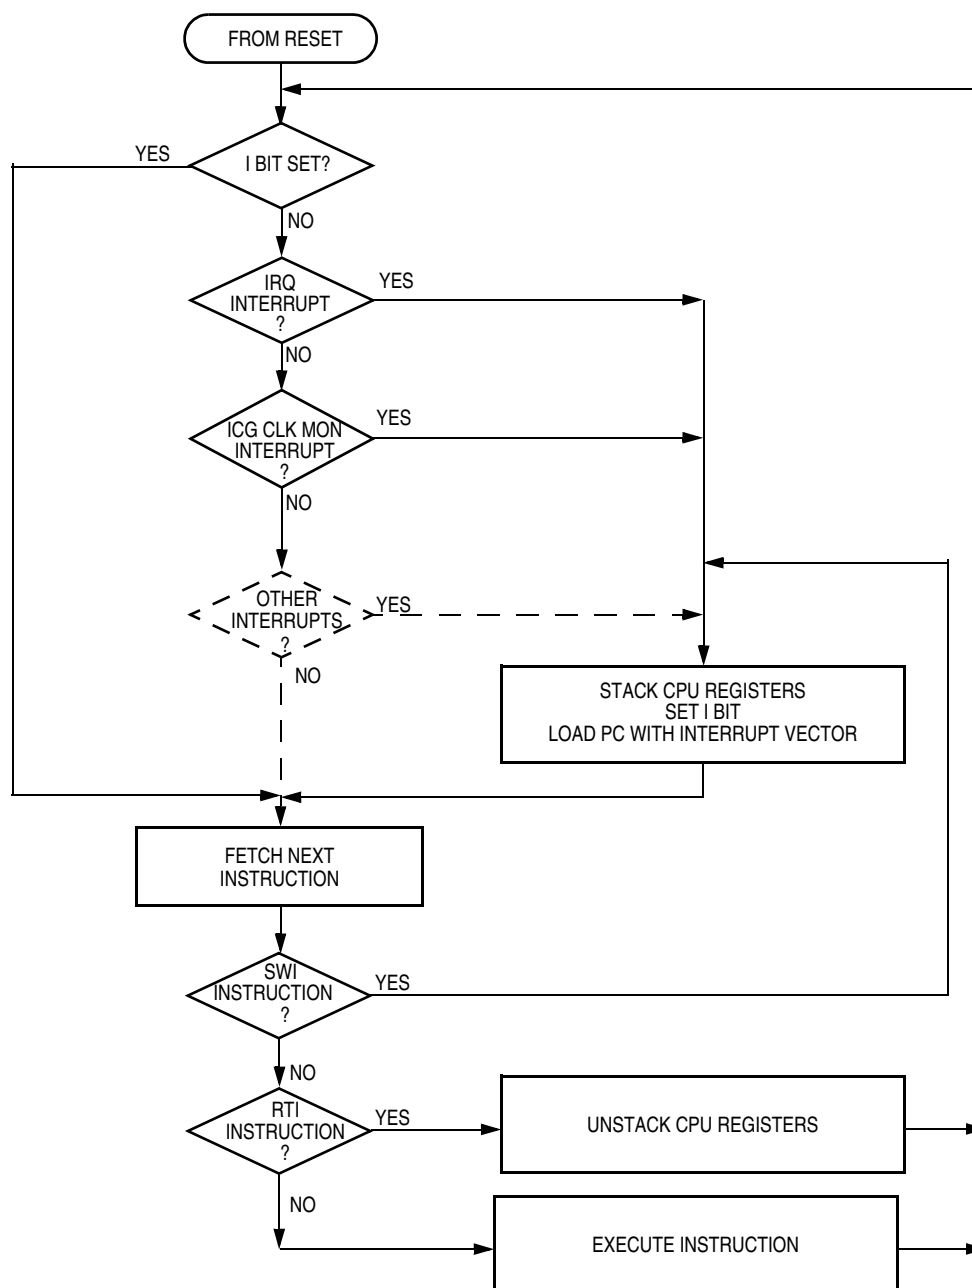 FROM RESET
YES
I BIT SET?
NO
IRQ
INTERRUPT
?
YES
NO
ICG CLK MON
INTERRUPT
?
YES
NO
OTHER
INTERRUPTS
?
YES
NO
STACK CPU REGISTERS
SET I BIT
LOAD PC WITH INTERRUPT VECTOR
FETCH NEXT
INSTRUCTION
SWI
INSTRUCTION
?
YES
NO
RTI
INSTRUCTION
?
YES
UNSTACK CPU REGISTERS
NO
EXECUTE INSTRUCTION